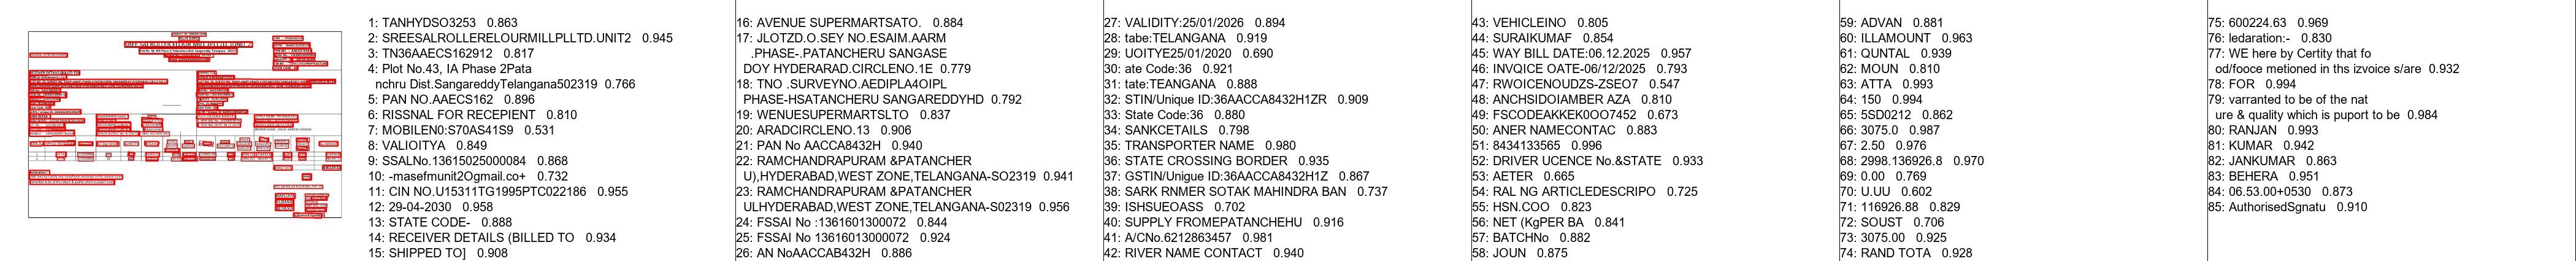 1: TANHYDSO3253 0.863
2: SREESALROLLERELOURMILLPLLTD.UNIT2 0.945
3: TN36AAECS162912 0.817
4: Plot No.43, IA Phase 2Pata
nchru Dist.SangareddyTelangana502319 0.766
5: PAN NO.AAECS162 0.896
6: RISSNAL FOR RECEPIENT 0.810
7: MOBILEN0:S70AS41S9 0.531
8: VALIOITYA 0.849
9: SSALNo.13615025000084 0.868
10: -masefmunit2Ogmail.co+ 0.732
11: CIN NO.U15311TG1995PTC022186 0.955
12: 29-04-2030 0.958
13: STATE CODE- 0.888
14: RECEIVER DETAILS (BILLED TO 0.934
15: SHIPPED TO] 0.908
16: AVENUE SUPERMARTSATO. 0.884
17: JLOTZD.O.SEY NO.ESAIM.AARM
.PHASE-.PATANCHERU SANGASE
DOY HYDERARAD.CIRCLENO.1E 0.779
18: TNO .SURVEYNO.AEDIPLA4OIPL
PHASE-HSATANCHERU SANGAREDDYHD 0.792
19: WENUESUPERMARTSLTO 0.837
20: ARADCIRCLENO.13 0.906
21: PAN No AACCA8432H 0.940
22: RAMCHANDRAPURAM &PATANCHER
U),HYDERABAD,WEST ZONE,TELANGANA-SO2319 0.941
23: RAMCHANDRAPURAM &PATANCHER
ULHYDERABAD,WEST ZONE,TELANGANA-S02319 0.956
24: FSSAI No :1361601300072 0.844
25: FSSAI No 13616013000072 0.924
26: AN NoAACCAB432H 0.886
27: VALIDITY:25/01/2026 0.894
28: tabe:TELANGANA 0.919
29: UOITYE25/01/2020 0.690
30: ate Code:36 0.921
31: tate:TEANGANA 0.888
32: STIN/Unique ID:36AACCA8432H1ZR 0.909
33: State Code:36 0.880
34: SANKCETAILS 0.798
35: TRANSPORTER NAME 0.980
36: STATE CROSSING BORDER 0.935
37: GSTIn/Unigue ID:36AACCA8432H1Z 0.867
38: SARK RNMER SOTAK MAHINDRA BAN 0.737
39: ISHSUEOASS 0.702
40: SUPPLY FROMEPATANCHEHU 0.916
41: A/CNo.6212863457 0.981
42: RIVER NAME CONTACT 0.940
43: VEHICLEINO 0.805
44: SURAIKUMAF 0.854
45: WAY BILL DATE:06.12.2025 0.957
46: INVQICE OATE-06/12/2025 0.793
47: RWOICENOUDZS-ZSEO7 0.547
48: ANCHSIDOIAMBER AZA 0.810
49: FSCODEAKKEK0OO7452 0.673
50: ANER NAMECONTAC 0.883
51: 8434133565 0.996
52: DRIVER UCENCE No.&STATE 0.933
53: AETER 0.665
54: RAL NG ARTICLEDESCRIPO 0.725
55: HSN.COO 0.823
56: NET (KgPER BA 0.841
57: BATCHNo 0.882
58: JOUN 0.875
59: ADVAN 0.881
60: ILLAMOUNT 0.963
61: QUNTAL 0.939
62: MOUN 0.810
63: ATTA 0.993
64: 150 0.994
65: 5SD0212 0.862
66: 3075.0 0.987
67: 2.50 0.976
68: 2998.136926.8 0.970
69: 0.00 0.769
70: U.UU 0.602
71: 116926.88 0.829
72: SOUST 0.706
73: 3075.00 0.925
74: RAND TOTA 0.928
75: 600224.63 0.969
76: ledaration:- 0.830
77: WE here by Certity that fo
od/fooce metioned in ths izvoice s/are 0.932
78: FOR 0.994
79: varranted to be of the nat
ure & quality which is puport to be 0.984
80: RANJAN 0.993
81: KUMAR 0.942
82: JANKUMAR 0.863
83: BEHERA 0.951
84: 06.53.00+0530 0.873
85: AuthorisedSgnatu 0.910